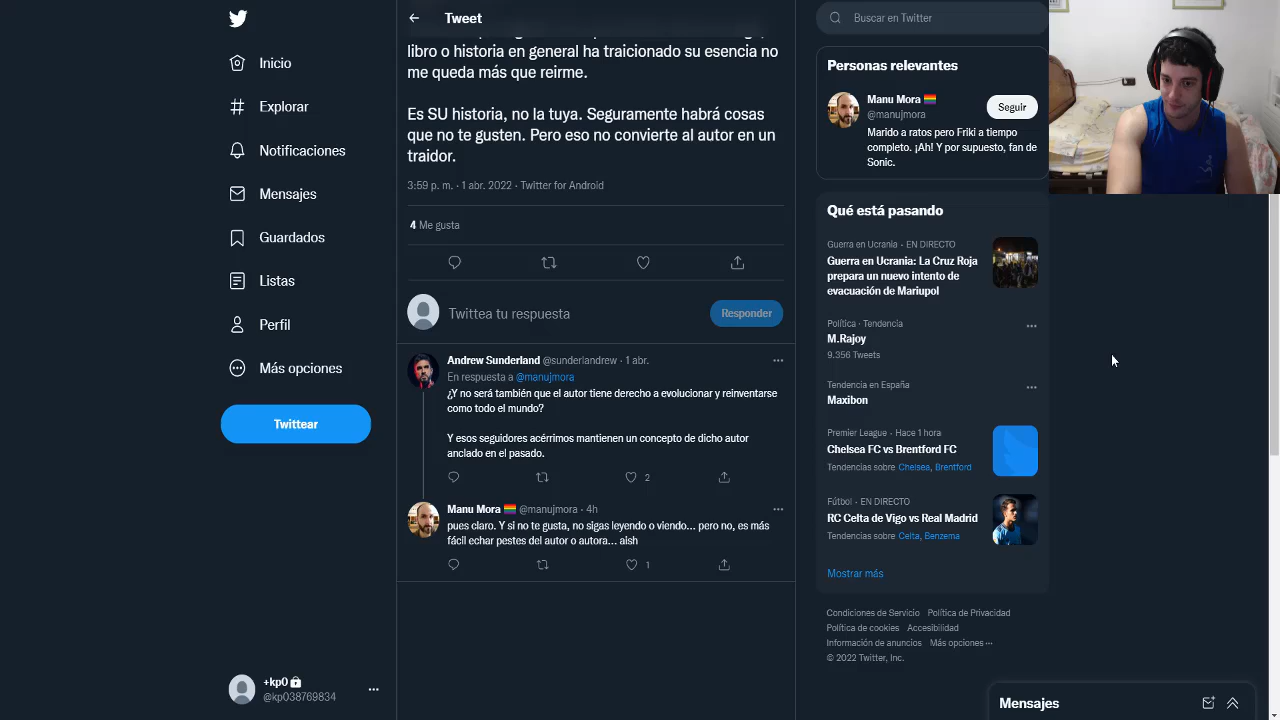 Inicio
Explorar
Notificaciones
Mensajes
Guardados
Listas
Perfil
Más opciones
Twittear
+kp0
@kp038769834
Tweet
libro o historia en general ha traicionado su esencia no
me queda más que reirme.
Es SU historia, no la tuya. Seguramente habrá cosas
que no te gusten. Pero eso no convierte al autor en un
traidor.
3:59 p. m. · 1 abr. 2022 · Twitter for Android
4 Me gusta
Twittea tu respuesta
Responder
Andrew Sunderland @sunderlandrew · 1 abr.
En respuesta a @manujmora
¿Y no será también que el autor tiene derecho a evolucionar y reinventarse
como todo el mundo?
Y esos seguidores acérrimos mantienen un concepto de dicho autor
anclado en el pasado.
2
Manu Mora @manujmora · 4h
pues claro. Y si no te gusta, no sigas leyendo o viendo... pero no, es más
fácil echar pestes del autor o autora... aish
1
Buscar en Twitter
Personas relevantes
Manu Mora
@manujmora
Seguir
Marido a ratos pero Friki a tiempo
completo. ¡Ah! Y por supuesto, fan de
Sonic.
Qué está pasando
Guerra en Ucrania · EN DIRECTO
Guerra en Ucrania: La Cruz Roja
prepara un nuevo intento de
evacuación de Mariupol
Política · Tendencia
M.Rajoy
9.356 Tweets
Tendencia en España
Maxibon
Premier League · Hace 1 hora
Chelsea FC vs Brentford FC
Tendencias sobre Chelsea, Brentford
Fútbol · EN DIRECTO
RC Celta de Vigo vs Real Madrid
Tendencias sobre Celta, Benzema
Mostrar más
Condiciones de Servicio Política de Privacidad
Política de cookies Accesibilidad
Información de anuncios Más opciones ···
© 2022 Twitter, Inc.
Mensajes